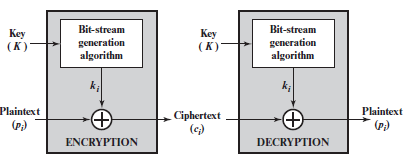 Key
(K)
Bit-stream
generation
algorithm
k_i
Plaintext
(p_i)
ENCRYPTION
Ciphertext
(c_i)
Key
(K)
Bit-stream
generation
algorithm
k_i
Plaintext
(p_i)
DECRYPTION